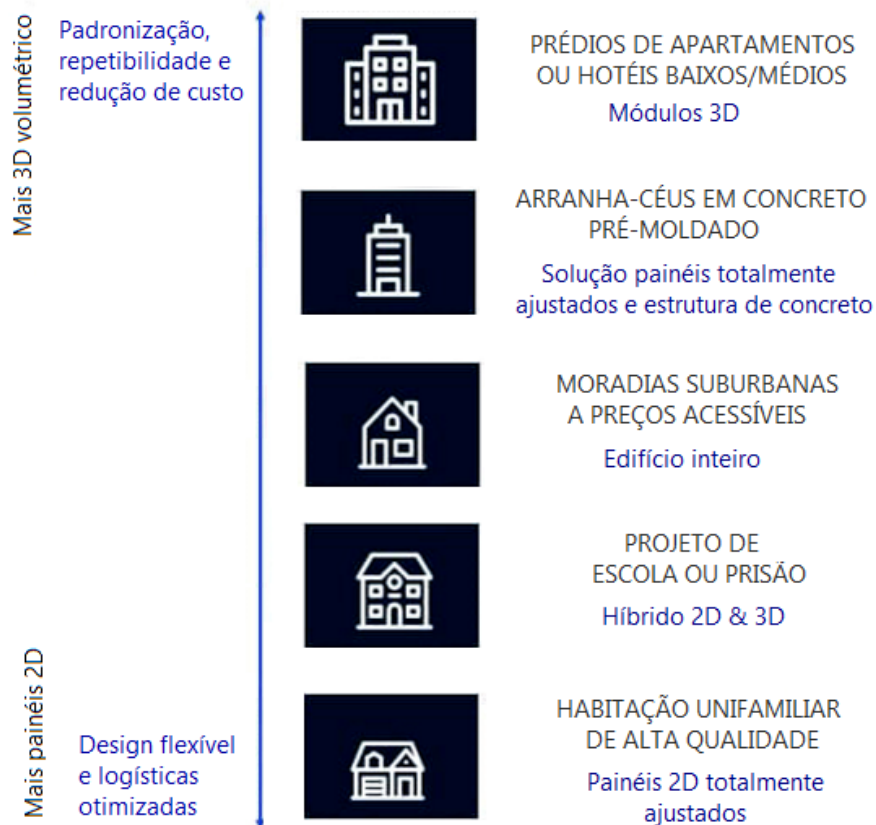 Mais 3D volumétrico
Padronização,
repetibilidade e
redução de custo
PRÉDIOS DE APARTAMENTOS
OU HOTÉIS BAIXOS/MÉDIOS
Módulos 3D
ARRANHA-CÉUS EM CONCRETO
PRÉ-MOLDADO
Solução painéis totalmente
ajustados e estrutura de concreto
MORADIAS SUBURBANAS
A PREÇOS ACESSÍVEIS
Edifício inteiro
PROJETO DE
ESCOLA OU PRISÃO
Híbrido 2D & 3D
Mais painéis 2D
Design flexível
e logísticas
otimizadas
HABITAÇÃO UNIFAMILIAR
DE ALTA QUALIDADE
Painéis 2D totalmente
ajustados